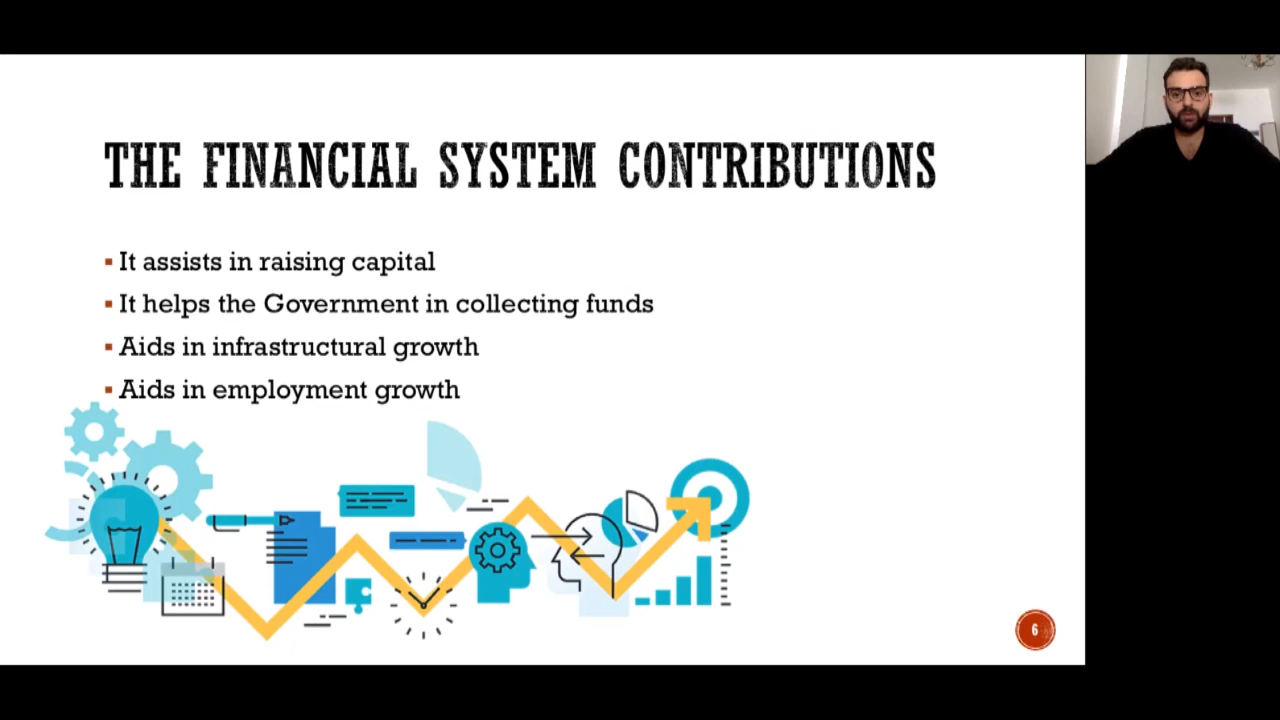 THE FINANCIAL SYSTEM CONTRIBUTIONS
▪ It assists in raising capital
▪ It helps the Government in collecting funds
▪ Aids in infrastructural growth
▪ Aids in employment growth
6